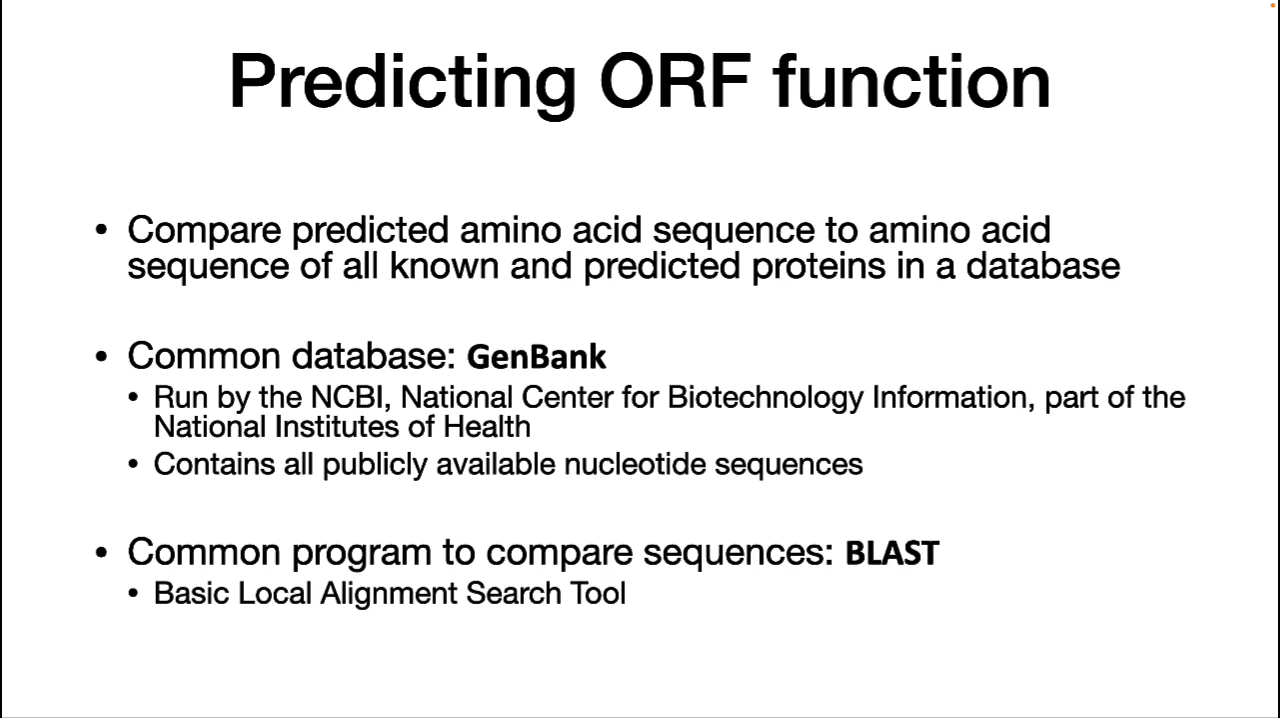 Predicting ORF function
• Compare predicted amino acid sequence to amino acid
sequence of all known and predicted proteins in a database
• Common database: GenBank
• Run by the NCBI, National Center for Biotechnology Information, part of the
National Institutes of Health
• Contains all publicly available nucleotide sequences
• Common program to compare sequences: BLAST
• Basic Local Alignment Search Tool